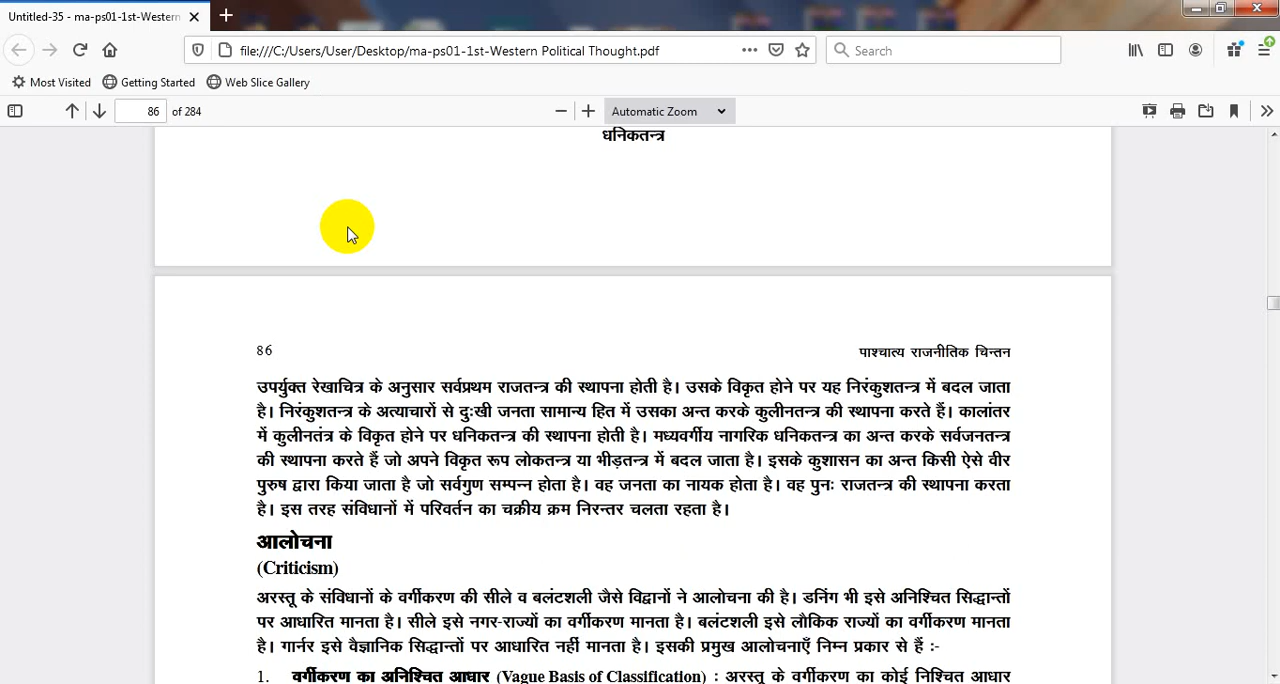 Untitled-35 - ma-ps01-1st-Western
file:///C:/Users/User/Desktop/ma-ps01-1st-Western Political Thought.pdf
Search
Most Visited
Getting Started
Web Slice Gallery
86 of 284
Automatic Zoom
धनिकतन्त्र
86
पाश्चात्य राजनीतिक चिन्तन
उपर्युक्त रेखाचित्र के अनुसार सर्वप्रथम राजतन्त्र की स्थापना होती है। उसके विकृत होने पर यह निरंकुशतन्त्र में बदल जाता
है। निरंकुशतन्त्र के अत्याचारों से दुःखी जनता सामान्य हित में उसका अन्त करके कुलीनतन्त्र की स्थापना करते हैं। कालांतर
में कुलीनतंत्र के विकृत होने पर धनिकतन्त्र की स्थापना होती है। मध्यवर्गीय नागरिक धनिकतन्त्र का अन्त करके सर्वजनतन्त्र
की स्थापना करते हैं जो अपने विकृत रूप लोकतन्त्र या भीड़तन्त्र में बदल जाता है। इसके कुशासन का अन्त किसी ऐसे वीर
पुरुष द्वारा किया जाता है जो सर्वगुण सम्पन्न होता है। वह जनता का नायक होता है। वह पुनः राजतन्त्र की स्थापना करता
है। इस तरह संविधानों में परिवर्तन का चक्रीय क्रम निरन्तर चलता रहता है।
आलोचना
(Criticism)
अरस्तू के संविधानों के वर्गीकरण की सीले व बलंटशली जैसे विद्वानों ने आलोचना की है। डनिंग भी इसे अनिश्चित सिद्धान्तों
पर आधारित मानता है। सीले इसे नगर-राज्यों का वर्गीकरण मानता है। बलंटशली इसे लौकिक राज्यों का वर्गीकरण मानता
है। गार्नर इसे वैज्ञानिक सिद्धान्तों पर आधारित नहीं मानता है। इसकी प्रमुख आलोचनाएँ निम्न प्रकार से हैं :-
1. वर्गीकरण का अनिश्चित आधार (Vague Basis of Classification) : अरस्तू के वर्गीकरण का कोई निश्चित आधार